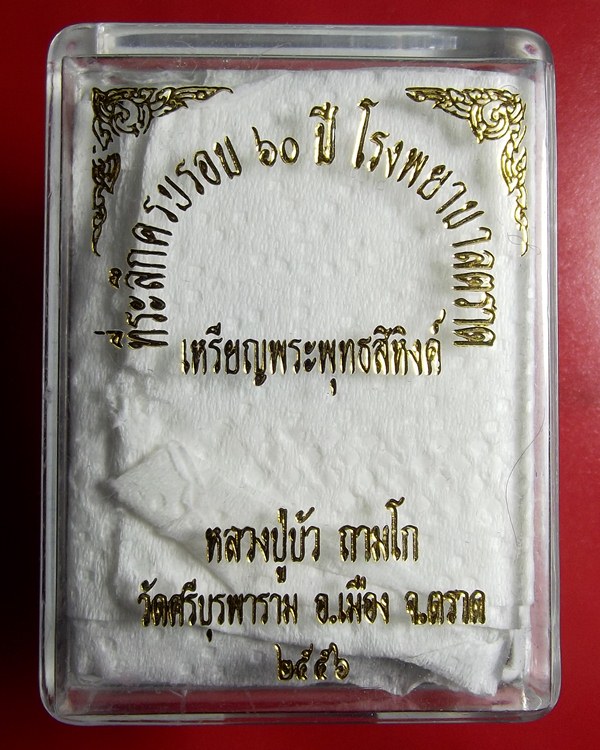 ที่ระลึกครบรอบ ๖๐ ปี โรงพยาบาลตราด
เหรียญพระพุทธสิหิงค์
หลวงปู่บัว ถามโก
วัดศรีบุรพาราม อ.เมือง จ.ตราด
๒๕๕๖